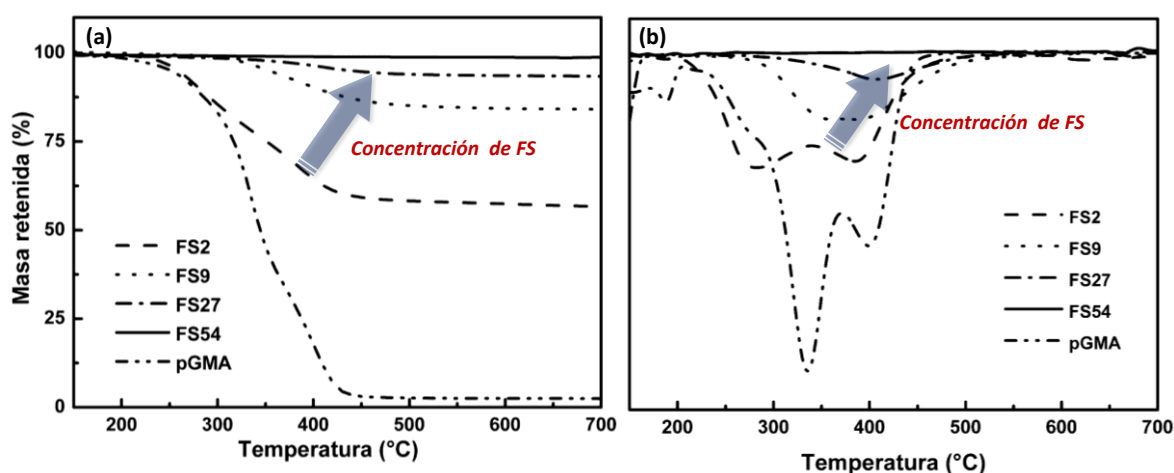 (a)
Concentración de FS
Masa retenida (%)
100
75
50
25
0
FS2
FS9
FS27
FS54
pGMA
200
300
400
500
600
700
Temperatura (°C)
(b)
Concentración de FS
FS2
FS9
FS27
FS54
pGMA
200
300
400
500
600
700
Temperatura (°C)